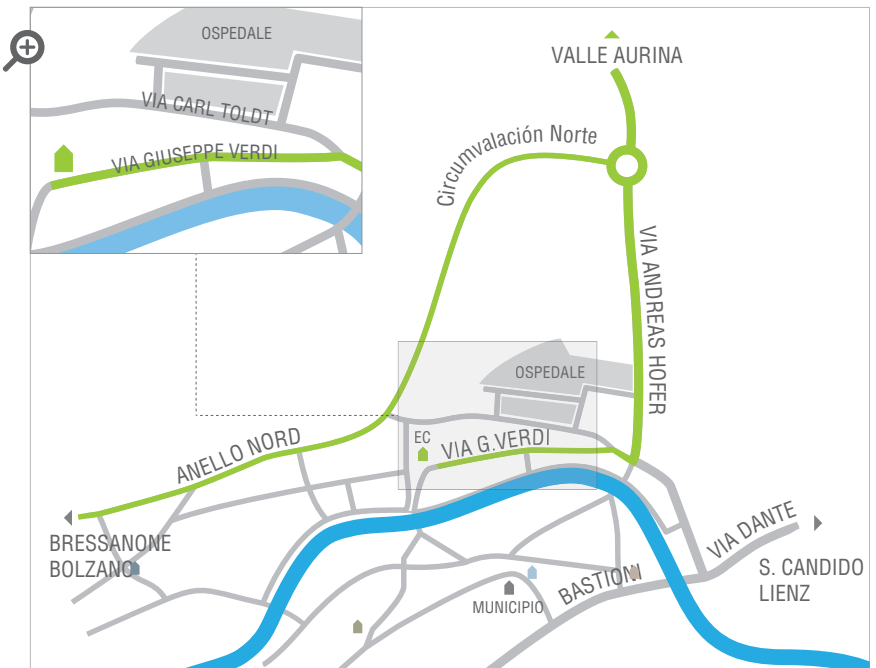 OSPEDALE
VIA CARL TOLDT
VIA GIUSEPPE VERDI
VALLE AURINA
Circumvalación Norte
VIA ANDREAS HOFER
OSPEDALE
EC
VIA G.VERDI
ANELLO NORD
BRESSANONE
BOLZANO
VIA DANTE
S. CANDIDO
LIENZ
BASTIONI
MUNICIPIO